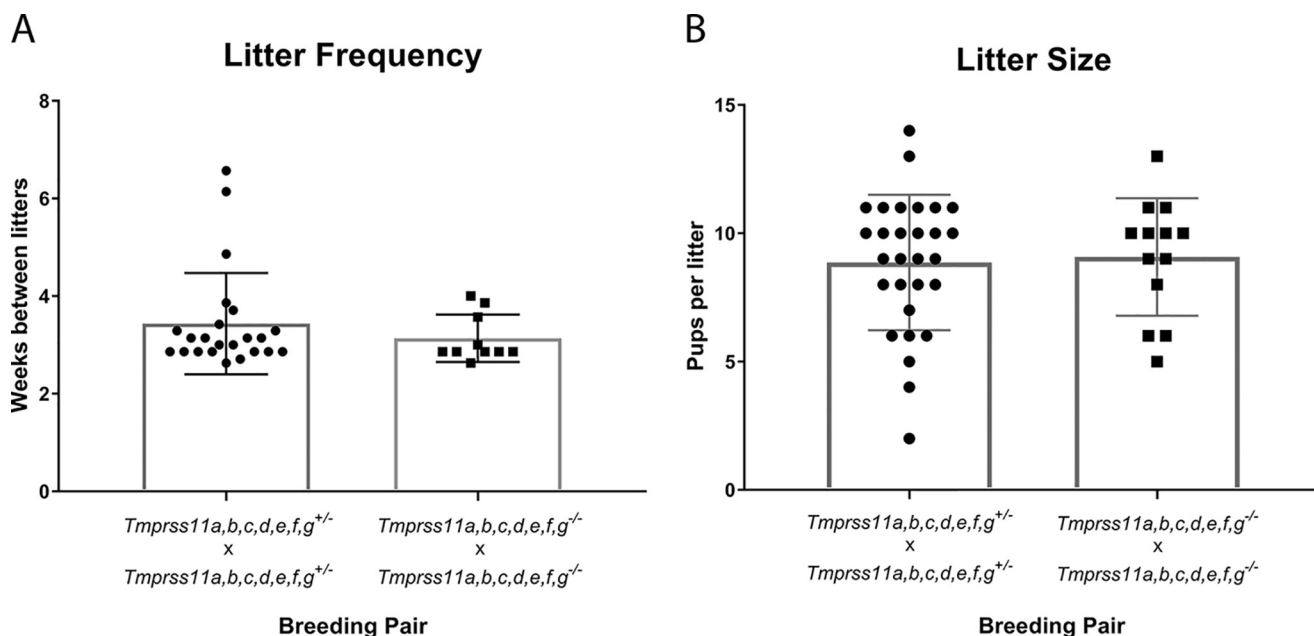 A
Litter Frequency
Weeks between litters
8
6
4
2
0
Tmprss11a,b,c,d,e,f,g+/-
x
Tmprss11a,b,c,d,e,f,g+/-
Tmprss11a,b,c,d,e,f,g-/-
x
Tmprss11a,b,c,d,e,f,g-/-
Breeding Pair
B
Litter Size
Pups per litter
15
10
5
0
Tmprss11a,b,c,d,e,f,g+/-
x
Tmprss11a,b,c,d,e,f,g+/-
Tmprss11a,b,c,d,e,f,g-/-
x
Tmprss11a,b,c,d,e,f,g-/-
Breeding Pair